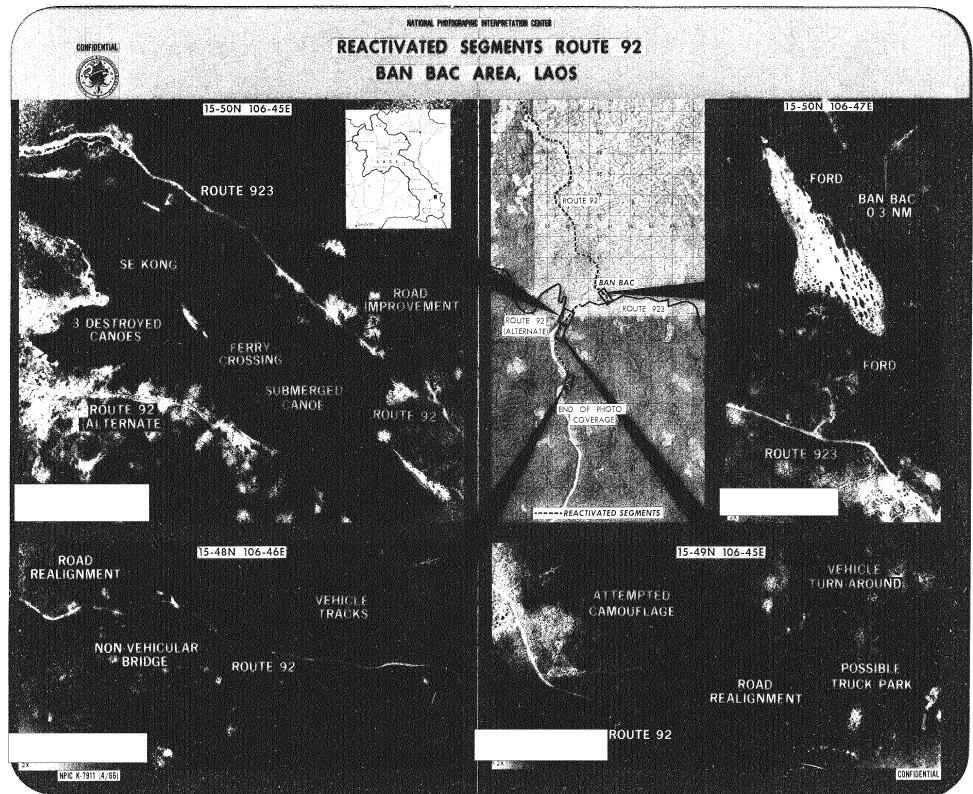 NATIONAL PHOTOGRAPHIC INTERPRETATION CENTER
REACTIVATED SEGMENTS ROUTE 92
BAN BAC AREA, LAOS
CONFIDENTIAL
15-50N 106-45E
ROUTE 923
SE KONG
3 DESTROYED
CANOES
FERRY
CROSSING
ROAD
IMPROVEMENT
SUBMERGED
CANOE
ROUTE 92
ROUTE 92
(ALTERNATE)
LAOS
ROUTE 92
BAN BAC
ROUTE 923
ROUTE 92
(ALTERNATE)
END OF PHOTO
COVERAGE
REACTIVATED SEGMENTS
15-50N 106-47E
FORD
BAN BAC
0.3 NM
FORD
ROUTE 923
15-48N 106-46E
ROAD
REALIGNMENT
VEHICLE
TRACKS
NON-VEHICULAR
BRIDGE
ROUTE 92
2X
NPIC K-7911 (4/66)
15-49N 106-45E
ATTEMPTED
CAMOUFLAGE
VEHICLE
TURN AROUND
POSSIBLE
TRUCK PARK
ROAD
REALIGNMENT
ROUTE 92
2X
CONFIDENTIAL